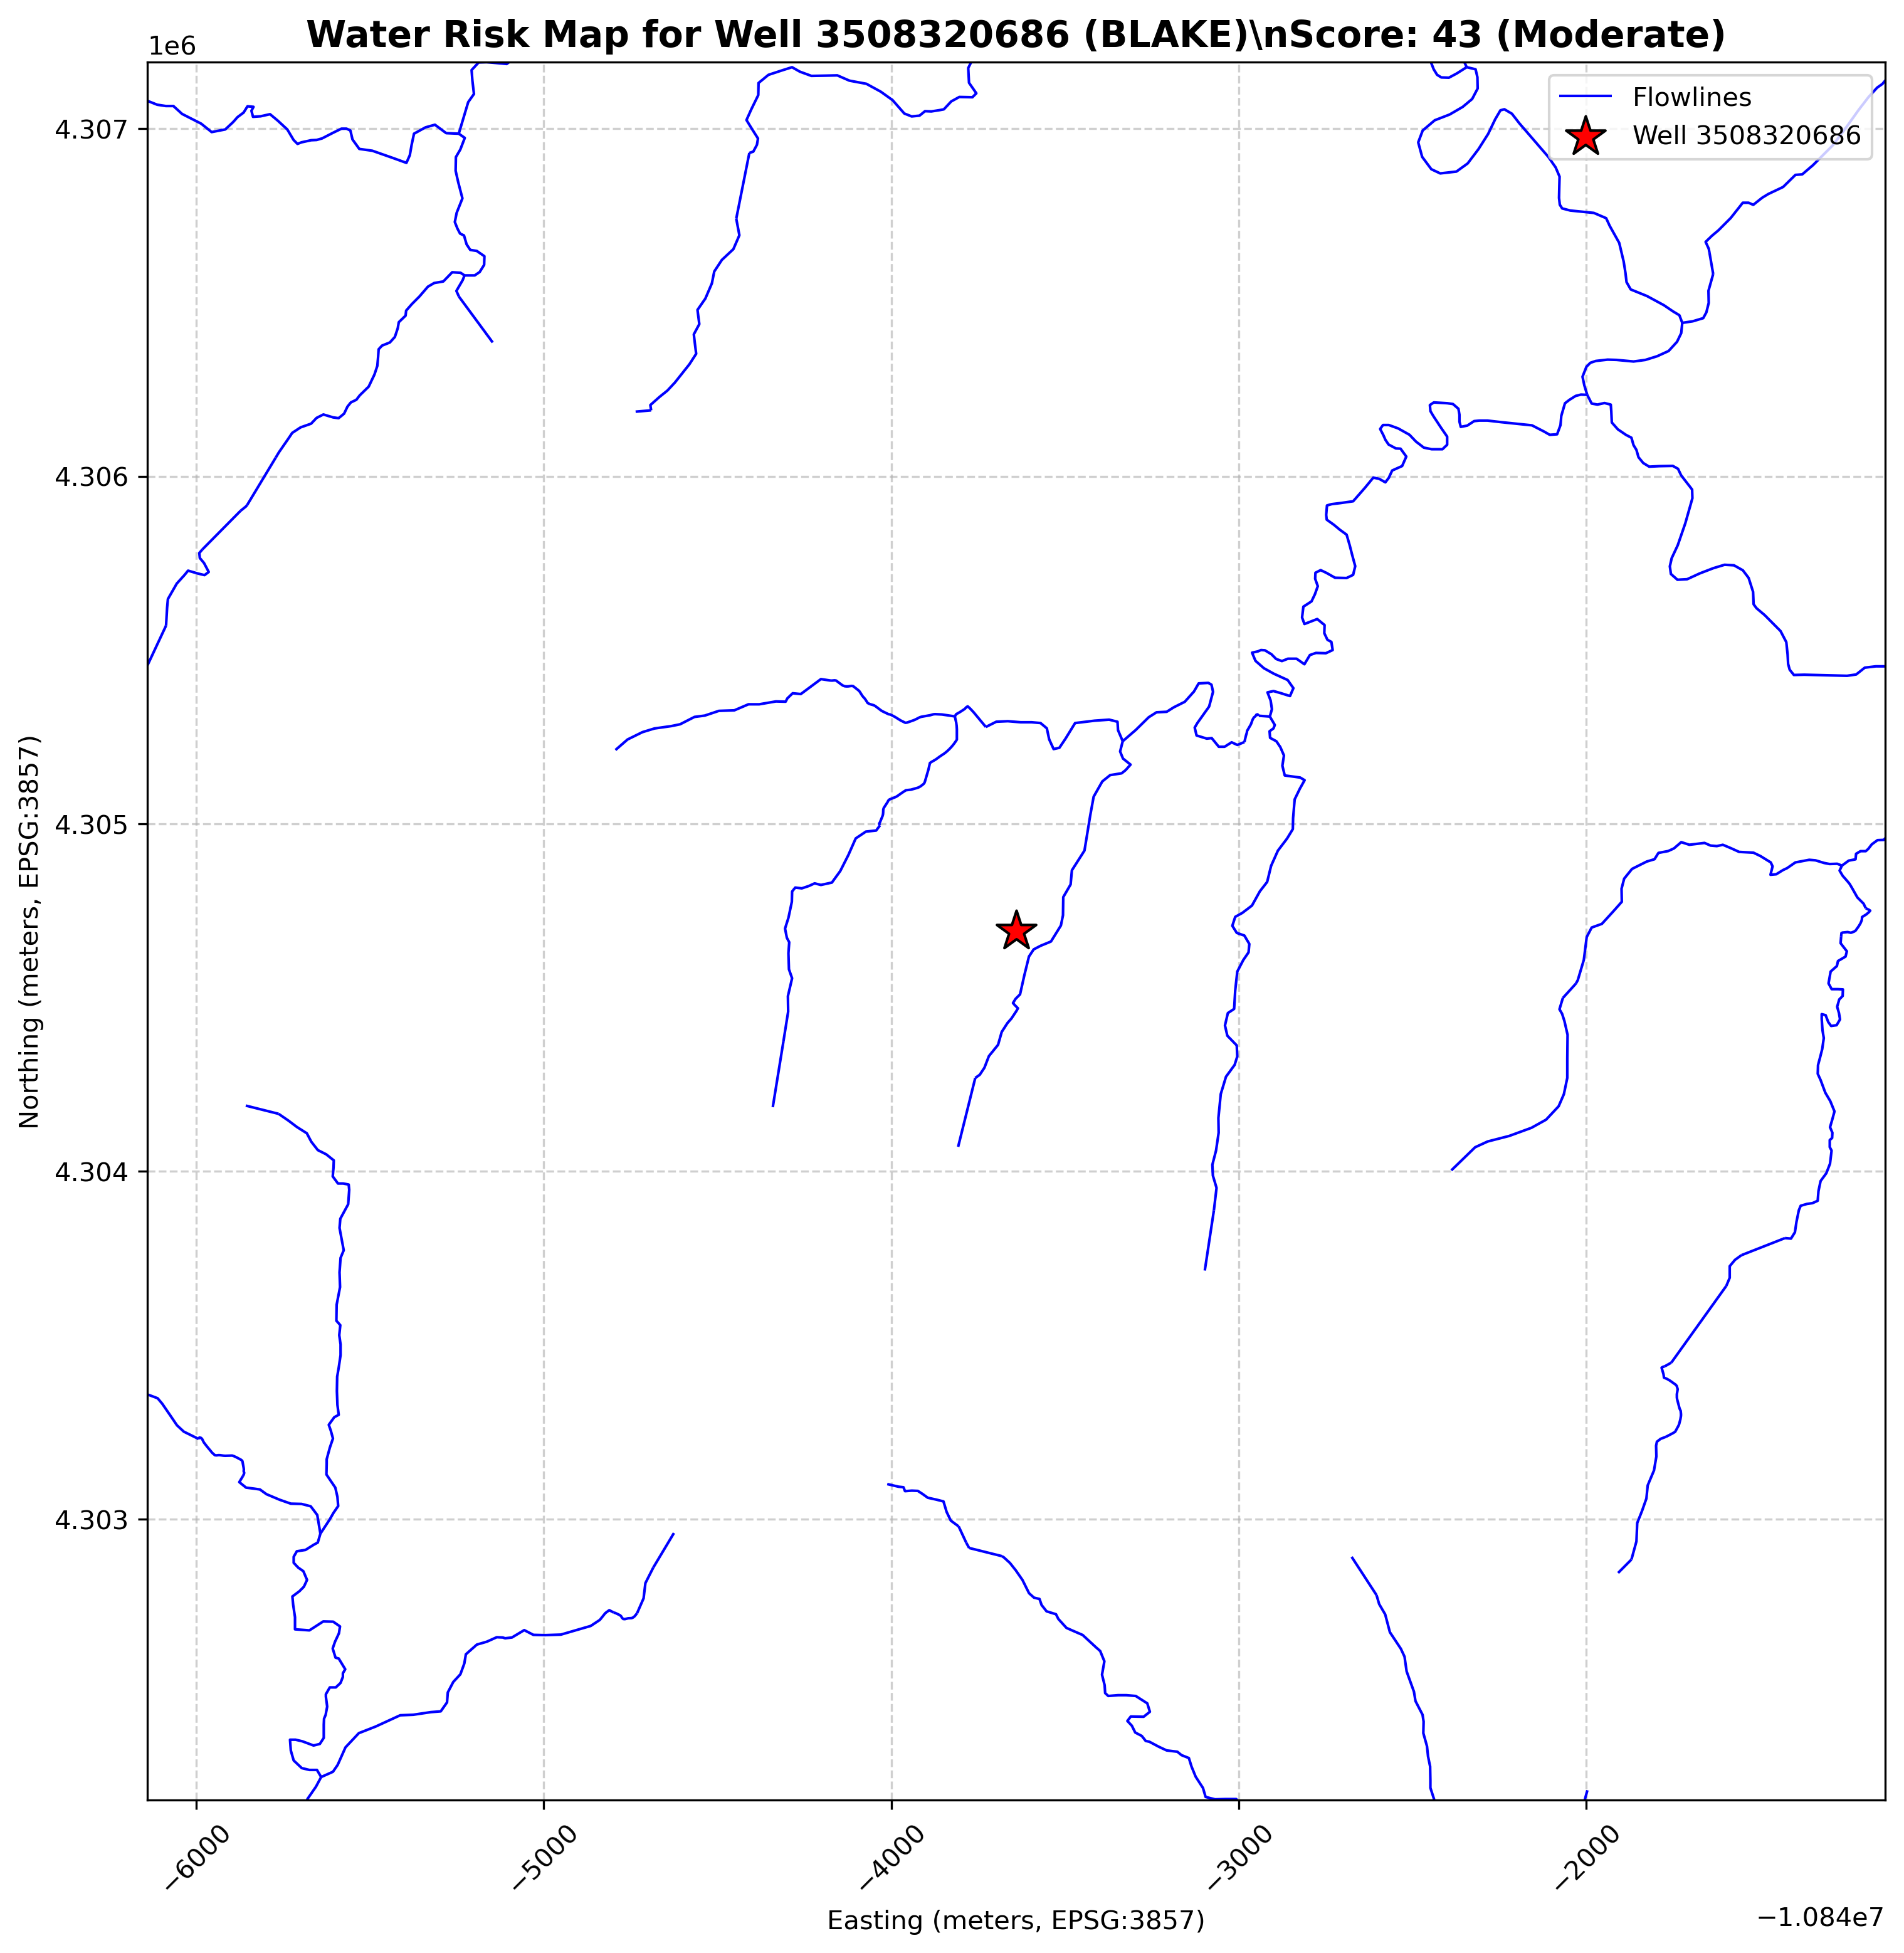 Water Risk Map for Well 3508320686 (BLAKE)\nScore: 43 (Moderate)
1e6
Flowlines
Well 3508320686
4.307
4.306
4.305
4.304
4.303
Northing (meters, EPSG:3857)
−6000
−5000
−4000
−3000
−2000
Easting (meters, EPSG:3857)
−1.084e7